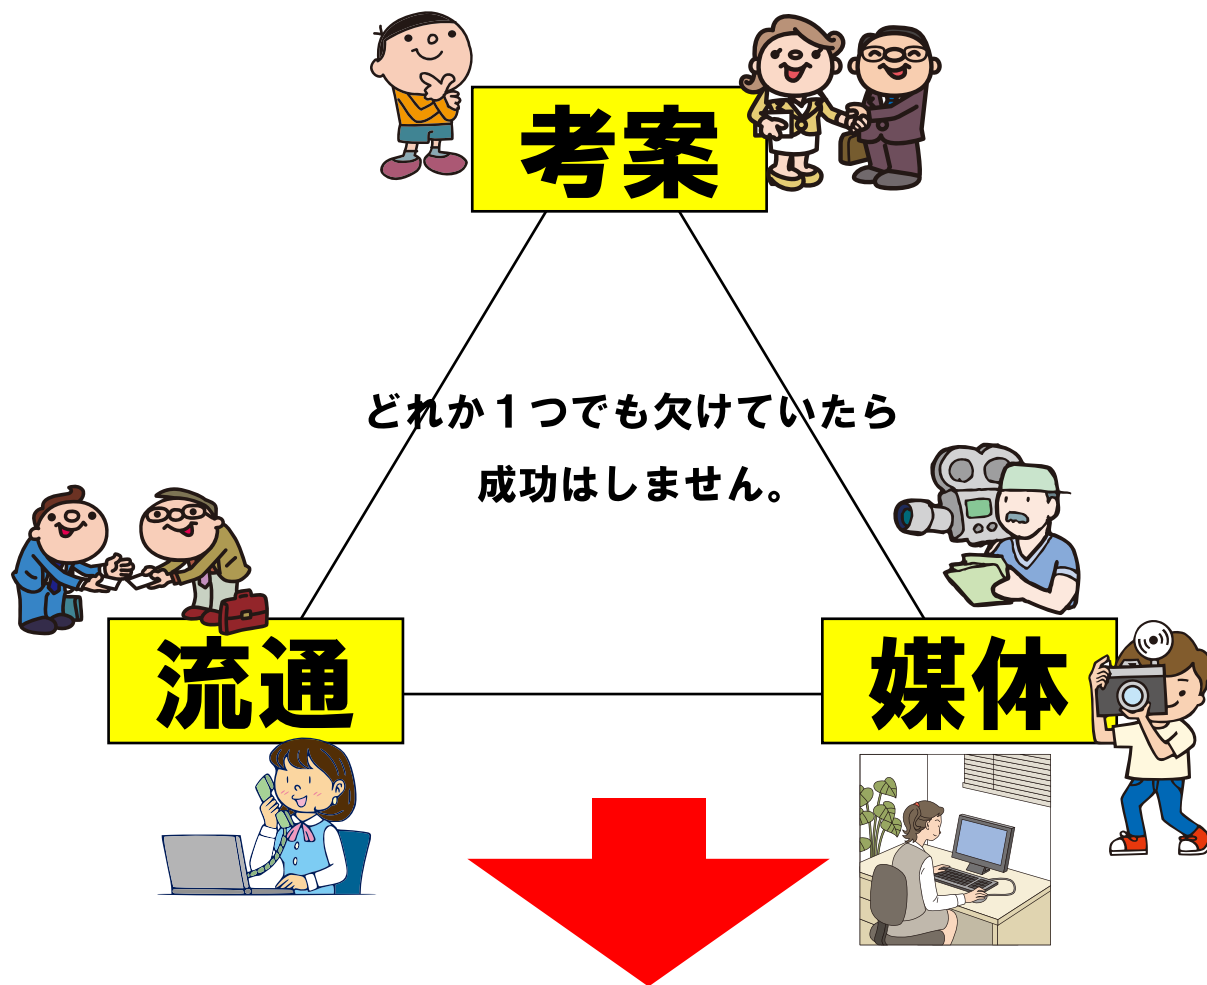 考案
どれか１つでも欠けていたら
成功はしません。
流通
媒体